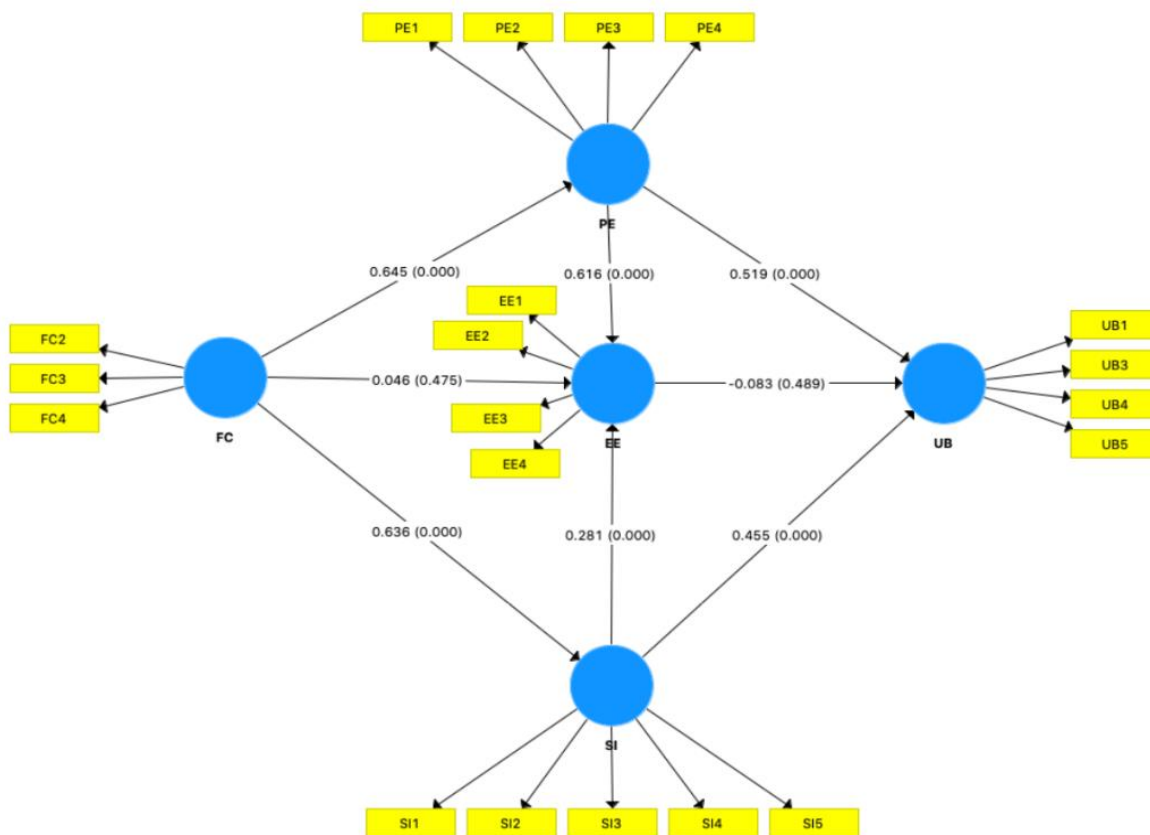 PE1 PE2 PE3 PE4
PE
0.645 (0.000) 0.616 (0.000) 0.519 (0.000)
EE1
EE2
EE3
EE4
FC2
FC3
FC4
FC
0.046 (0.475)
EE
-0.083 (0.489)
UB
UB1
UB3
UB4
UB5
0.636 (0.000) 0.281 (0.000) 0.455 (0.000)
SI
SI1 SI2 SI3 SI4 SI5